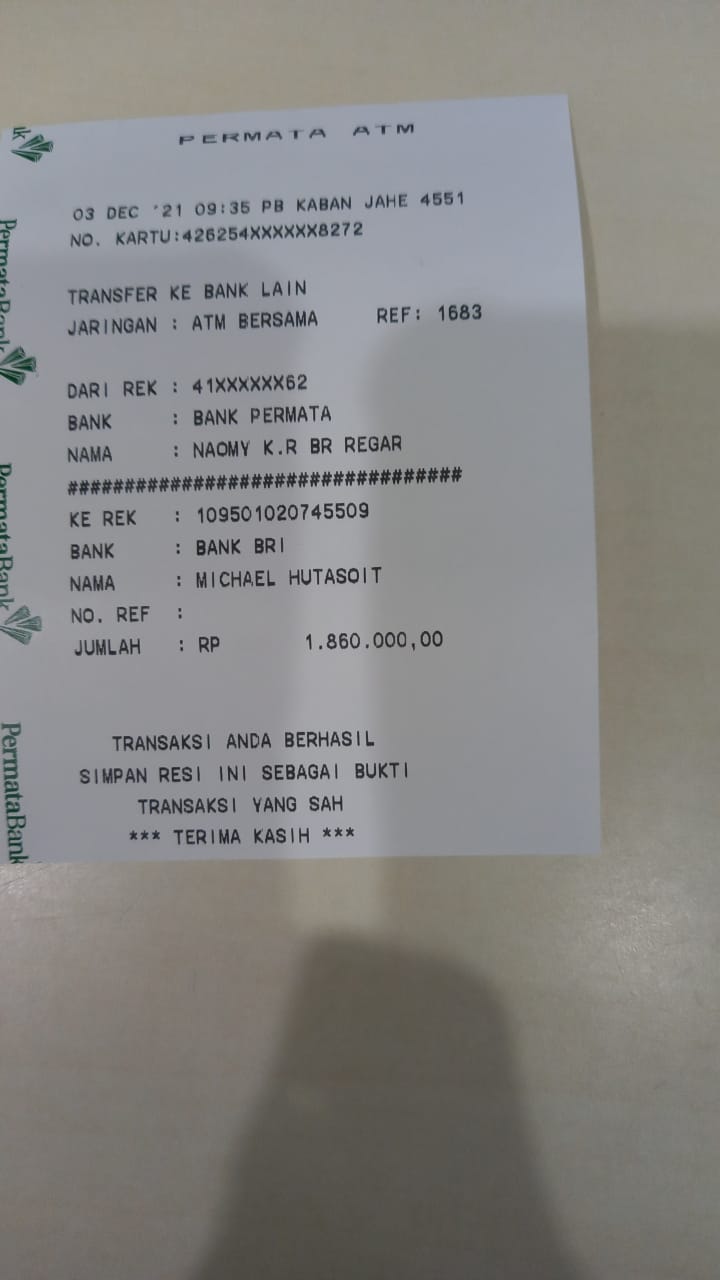 PERMATA ATM
03 DEC '21 09:35 PB KABAN JAHE 4551
NO. KARTU:426254XXXXXX8272
TRANSFER KE BANK LAIN
JARINGAN : ATM BERSAMA REF: 1683
DARI REK : 41XXXXXX62
BANK : BANK PERMATA
NAMA : NAOMY K.R BR REGAR
##################################
KE REK : 109501020745509
BANK : BANK BRI
NAMA : MICHAEL HUTASOIT
NO. REF :
JUMLAH : RP 1.860.000,00
TRANSAKSI ANDA BERHASIL
SIMPAN RESI INI SEBAGAI BUKTI
TRANSAKSI YANG SAH
*** TERIMA KASIH ***
PermataBank
PermataBank
PermataBank